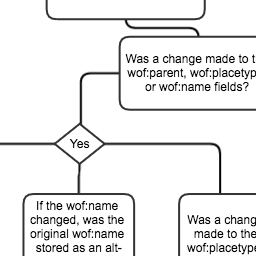 Was a change made to t
wof:parent, wof:placetyp
or wof:name fields?
Yes
If the wof:name
changed, was the
original wof:name
stored as an alt-
Was a chang
made to the
wof:placetype